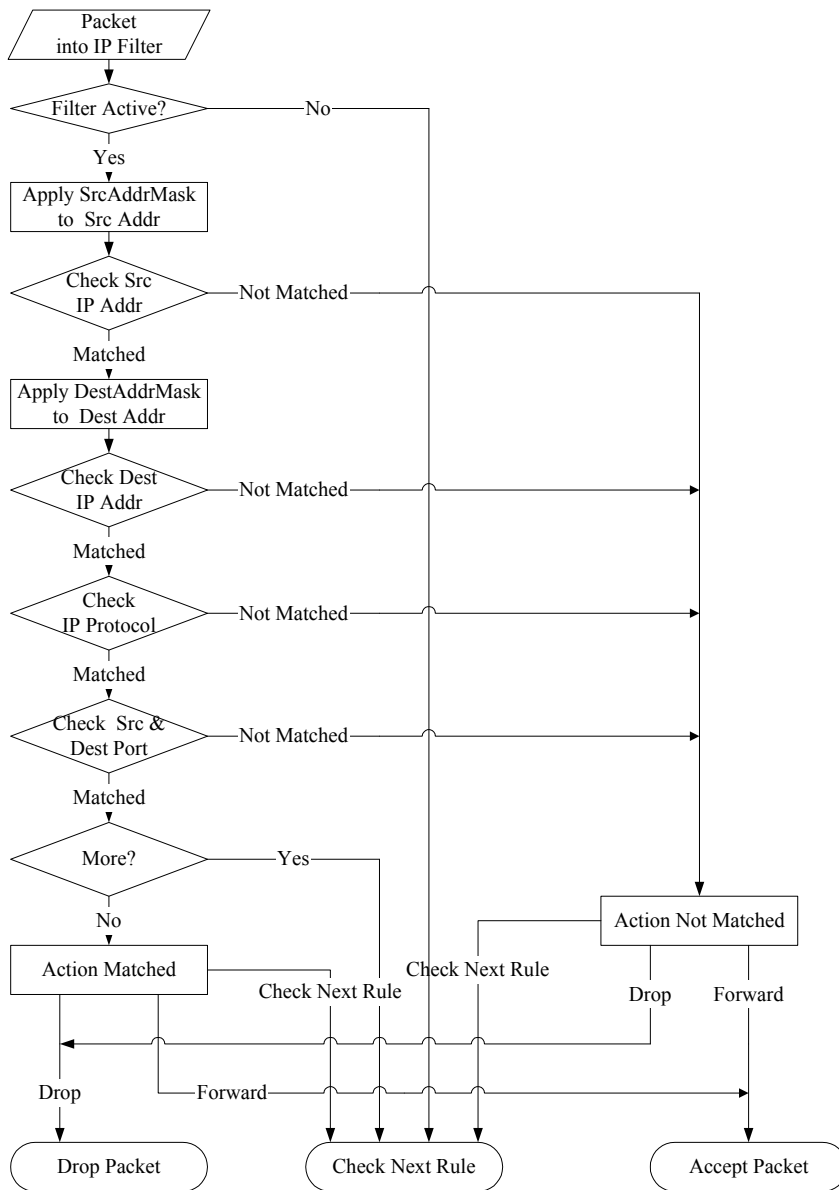 Packet
into IP Filter
Filter Active?
No
Yes
Apply SrcAddrMask
to Src Addr
Check Src
IP Addr
Not Matched
Matched
Apply DestAddrMask
to Dest Addr
Check Dest
IP Addr
Not Matched
Matched
Check
IP Protocol
Not Matched
Matched
Check Src &
Dest Port
Not Matched
Matched
More?
Yes
No
Action Not Matched
Action Matched
Check Next Rule
Check Next Rule
Drop
Forward
Drop
Forward
Drop Packet
Check Next Rule
Accept Packet